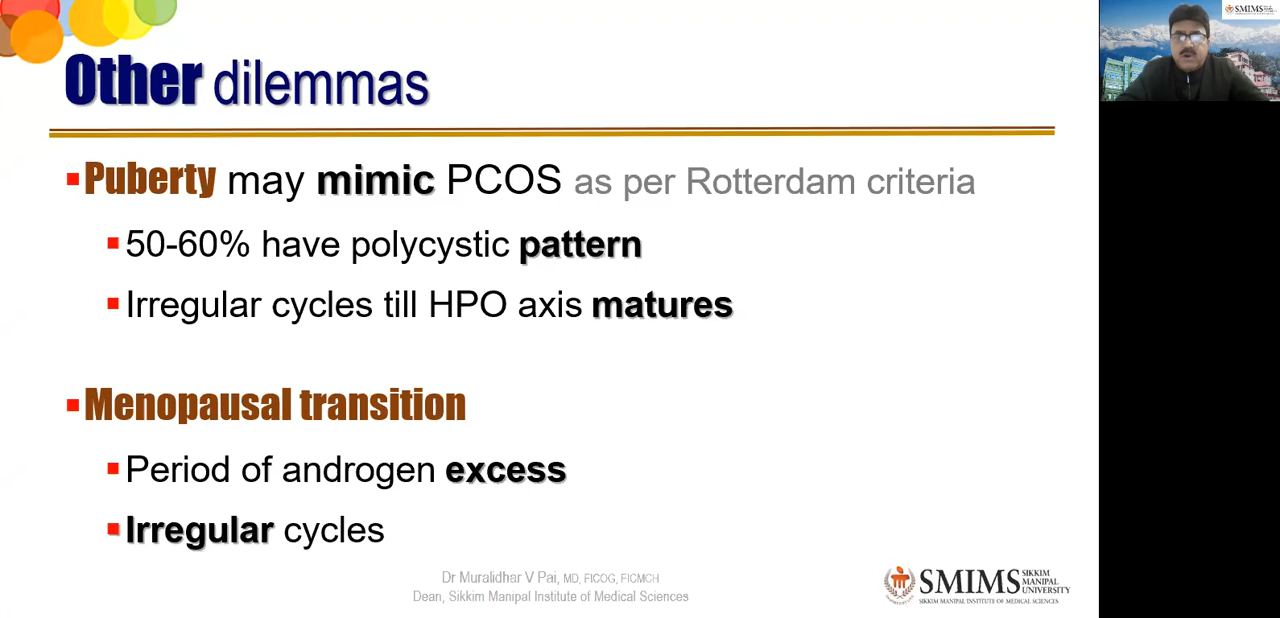 Other dilemmas
Puberty may mimic PCOS as per Rotterdam criteria
50-60% have polycystic pattern
Irregular cycles till HPO axis matures
Menopausal transition
Period of androgen excess
Irregular cycles
Dr Muralidhar V Pai, MD, FICOG, FICMCH
Dean, Sikkim Manipal Institute of Medical Sciences
SMIMS
SIKKIM
MANIPAL
UNIVERSITY
SIKKIM MANIPAL INSTITUTE OF MEDICAL SCIENCES
SMIMS